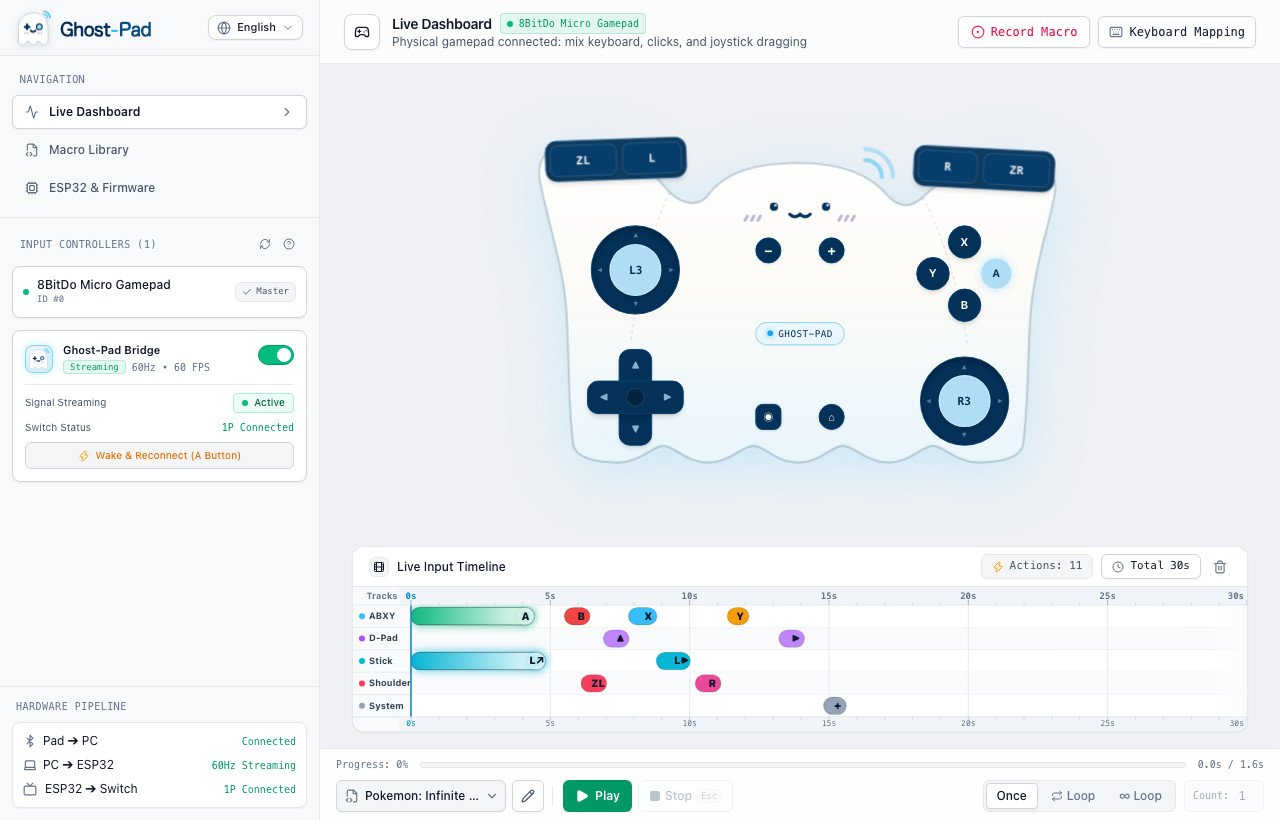 Ghost-Pad
English
NAVIGATION
Live Dashboard
Macro Library
ESP32 & Firmware
INPUT CONTROLLERS (1)
8BitDo Micro Gamepad
ID #0
Master
Ghost-Pad Bridge
Streaming 60Hz • 60 FPS
Signal Streaming Active
Switch Status 1P Connected
Wake & Reconnect (A Button)
HARDWARE PIPELINE
Pad → PC Connected
PC → ESP32 60Hz Streaming
ESP32 → Switch 1P Connected
Live Dashboard 8BitDo Micro Gamepad
Physical gamepad connected: mix keyboard, clicks, and joystick dragging
Record Macro
Keyboard Mapping
ZL L R ZR
L3
− +
X
Y A
B
GHOST-PAD
R3
Live Input Timeline
Actions: 11
Total 30s
Tracks 0s 5s 10s 15s 20s 25s 30s
ABXY A B X Y
D-Pad ▲ ▶
Stick L↗ L▶
Shoulder ZL R
System +
0s 5s 10s 15s 20s 25s 30s
Progress: 0% 0.0s / 1.6s
Pokemon: Infinite ...
Play
Stop Esc
Once
Loop
∞ Loop
Count: 1